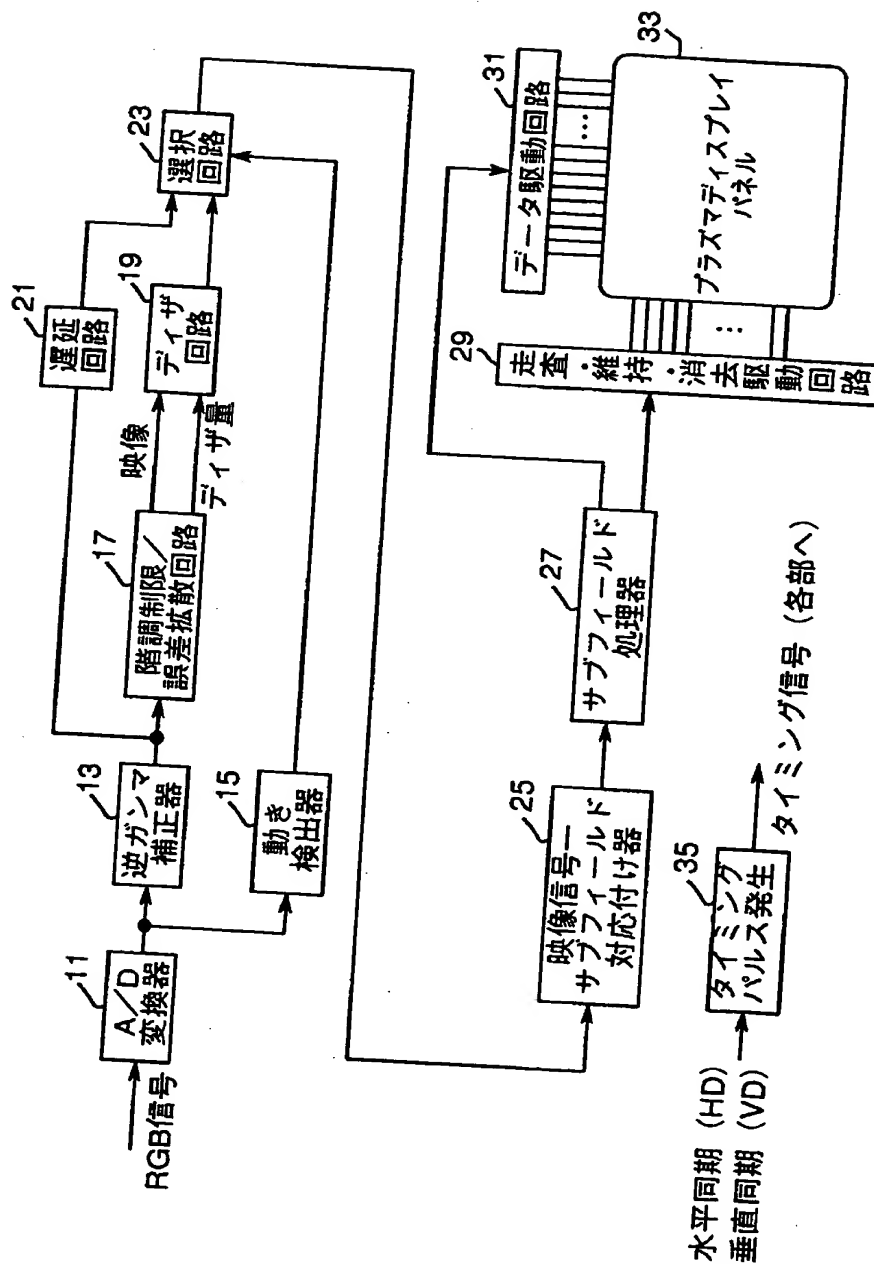 RGB信号
11
A/D
変換器
13
逆ガンマ
補正器
15
動き
検出器
17
階調制限/
誤差拡散回路
映像
ディザ量
19
ディザ
回路
21
遅延
回路
23
選択
回路
25
映像信号ー
サブフィールド
対応付け器
27
サブフィールド
処理器
29
走査・維持・消去駆動回路
31
データ駆動回路
33
プラズマディスプレイ
パネル
水平同期 (HD)
垂直同期 (VD)
35
タイミング
パルス発生
タイミング信号 (各部へ)